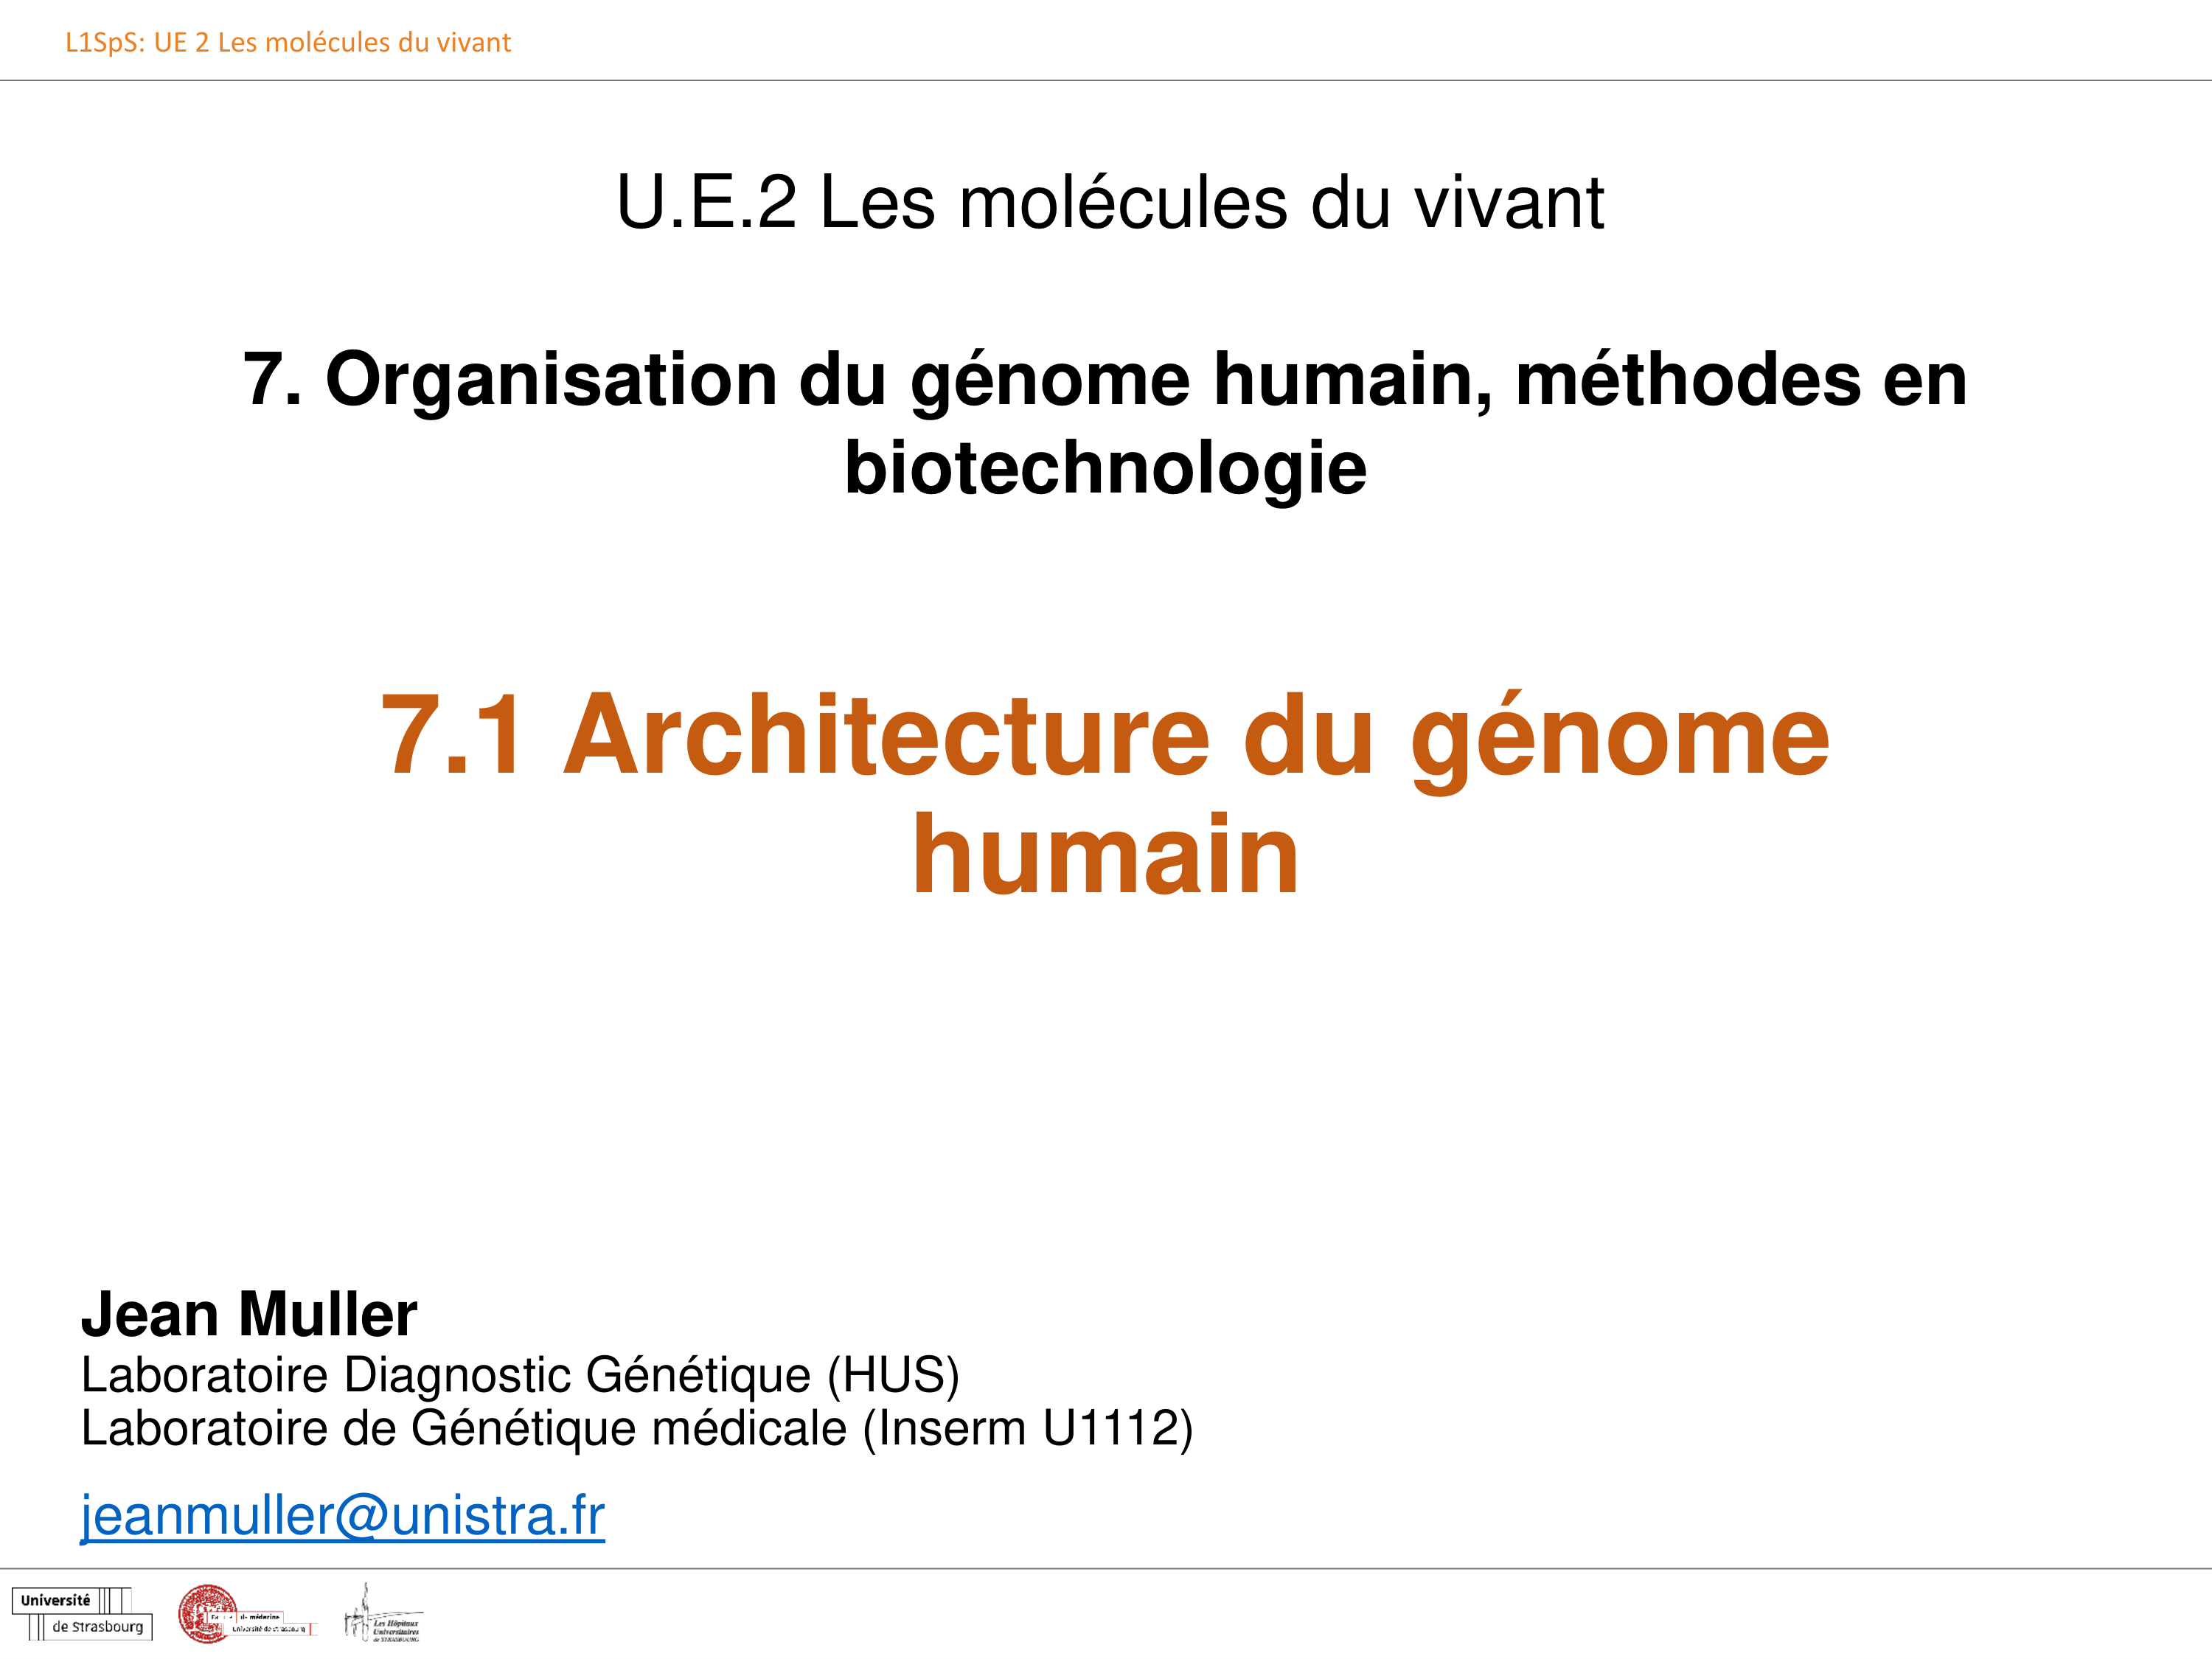 L1SpS: UE 2 Les molécules du vivant
U.E.2 Les molécules du vivant
7. Organisation du génome humain, méthodes en
biotechnologie
7.1 Architecture du génome
humain
Jean Muller
Laboratoire Diagnostic Génétique (HUS)
Laboratoire de Génétique médicale (Inserm U1112)
jeanmuller@unistra.fr
Université
de Strasbourg
de médecine
Université de Strasbourg
Les Hôpitaux
Universitaires
de STRASBOURG